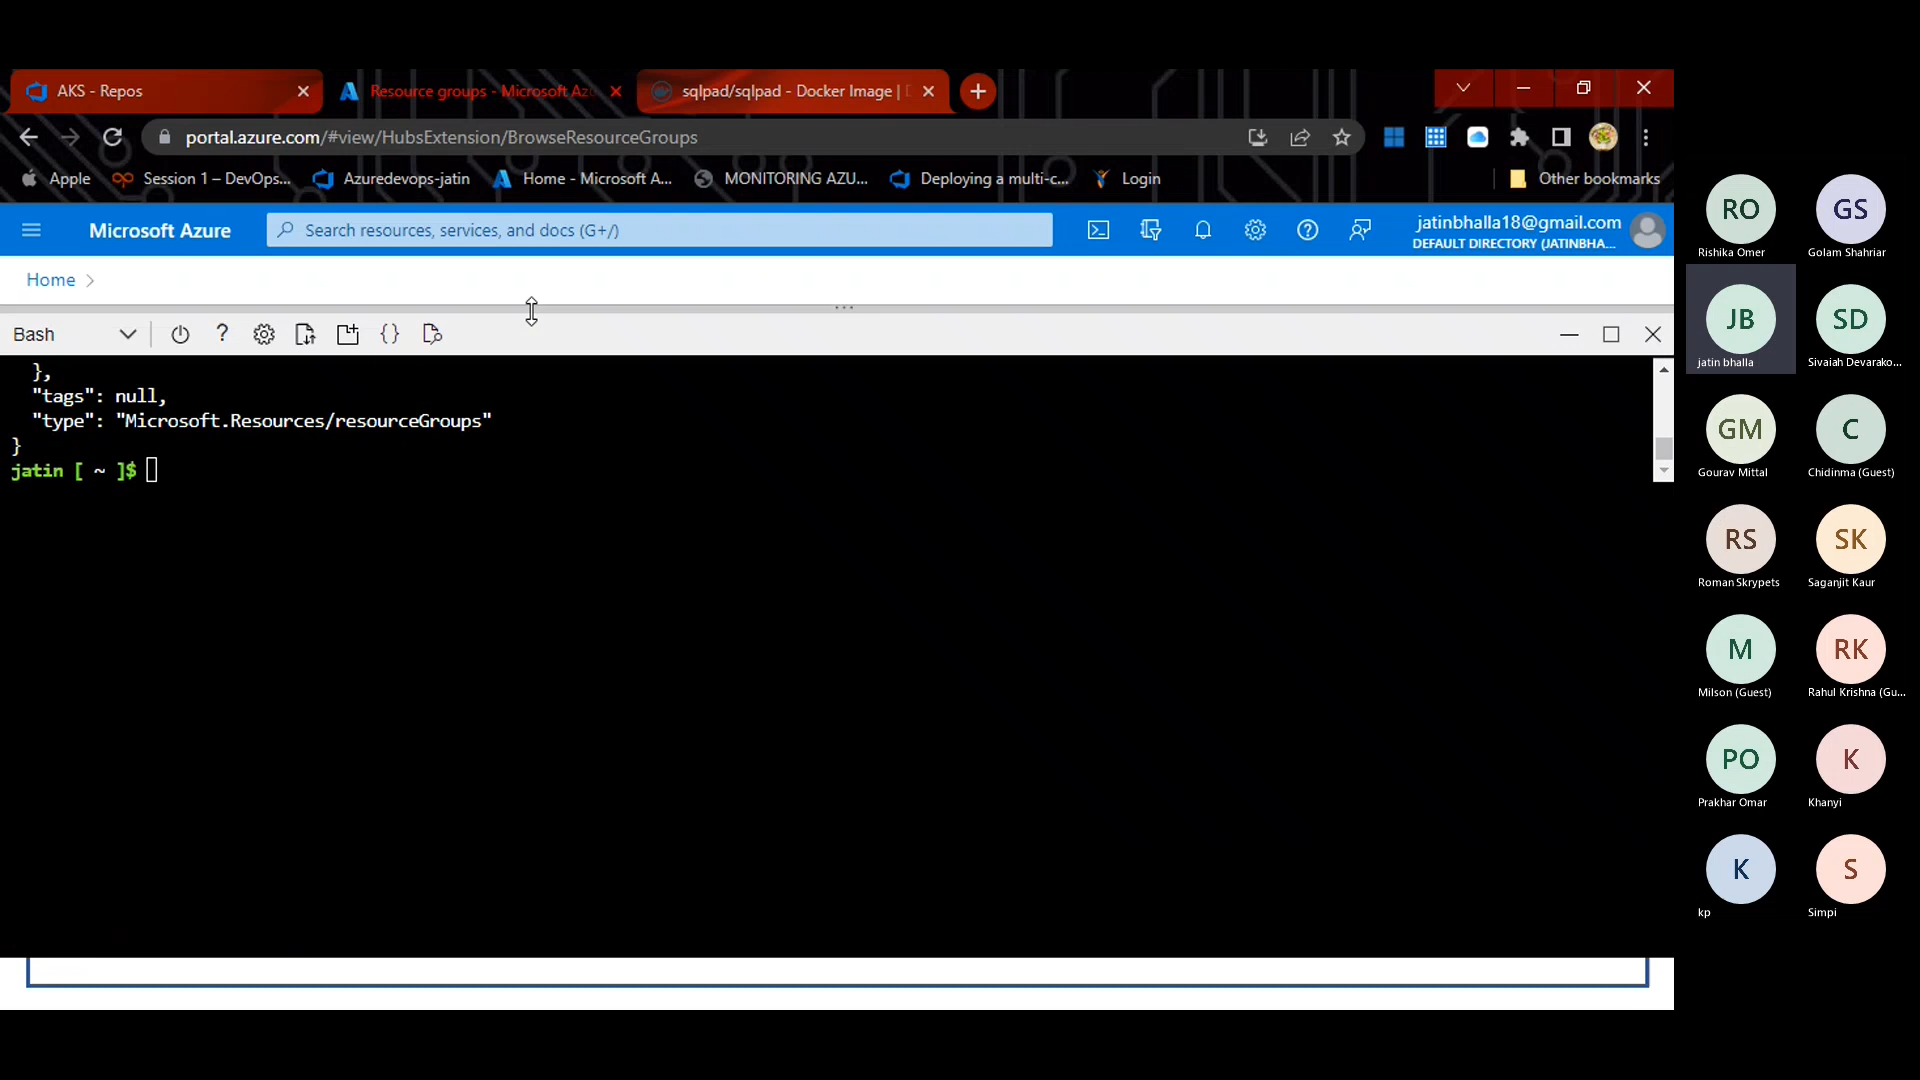 AKS - Repos
Resource groups - Microsoft Az
sqlpad/sqlpad - Docker Image |
portal.azure.com/#view/HubsExtension/BrowseResourceGroups
Apple
Session 1 – DevOps...
Azuredevops-jatin
Home - Microsoft A...
MONITORING AZU...
Deploying a multi-c...
Login
Other bookmarks
Microsoft Azure
Search resources, services, and docs (G+/)
jatinbhalla18@gmail.com
DEFAULT DIRECTORY (JATINBHA...
Home
Bash
},
"tags": null,
"type": "Microsoft.Resources/resourceGroups"
}
jatin [ ~ ]$
RO
Rishika Omer
GS
Golam Shahriar
JB
jatin bhalla
SD
Sivaiah Devarako...
GM
Gourav Mittal
C
Chidinma (Guest)
RS
Roman Skrypets
SK
Saganjit Kaur
M
Milson (Guest)
RK
Rahul Krishna (Gu...
PO
Prakhar Omar
K
Khanyi
K
kp
S
Simpi